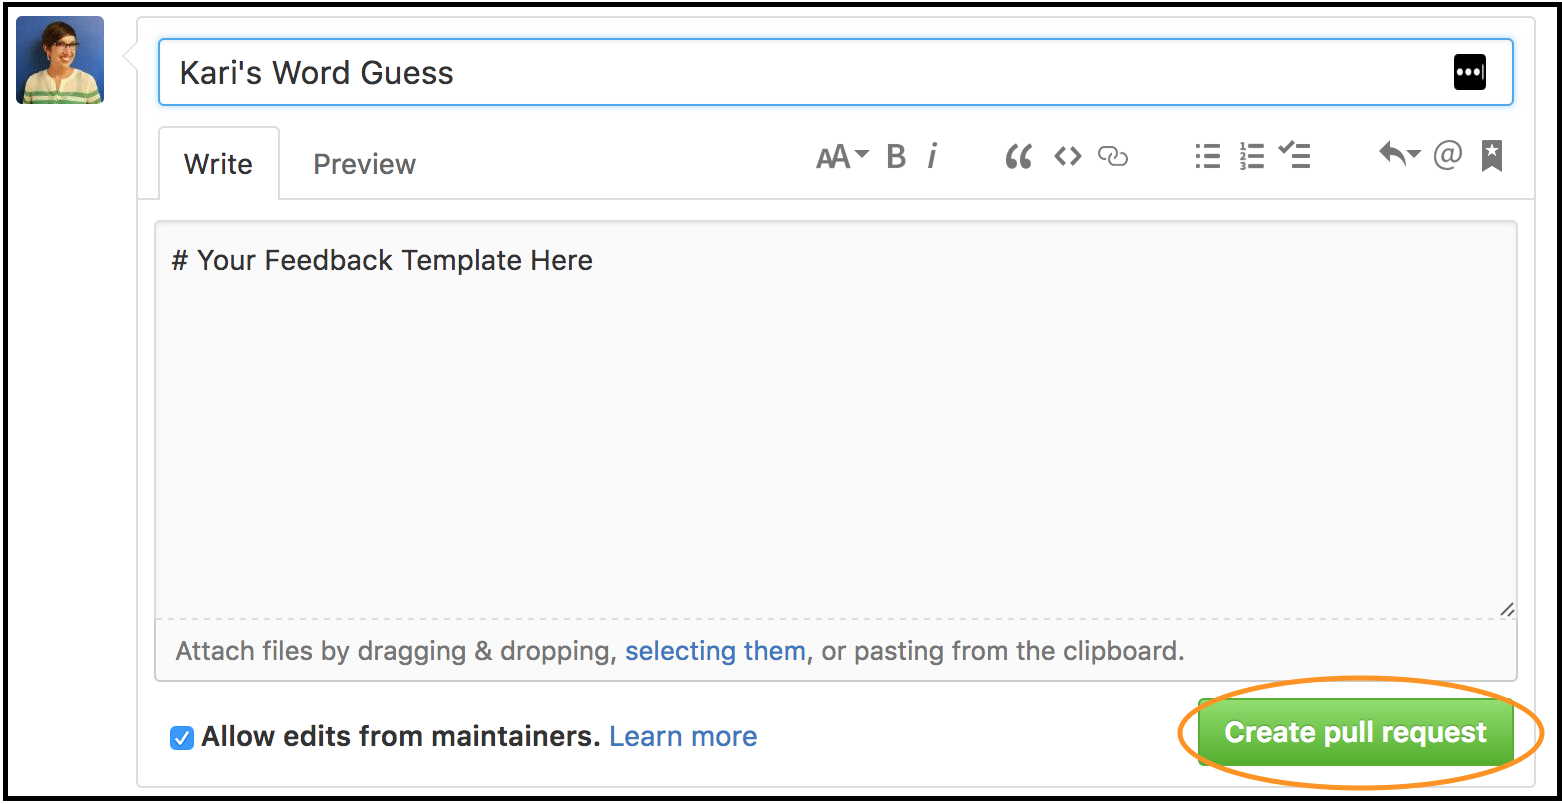 Kari's Word Guess
Write Preview
# Your Feedback Template Here
Attach files by dragging & dropping, selecting them, or pasting from the clipboard.
Allow edits from maintainers. Learn more
Create pull request